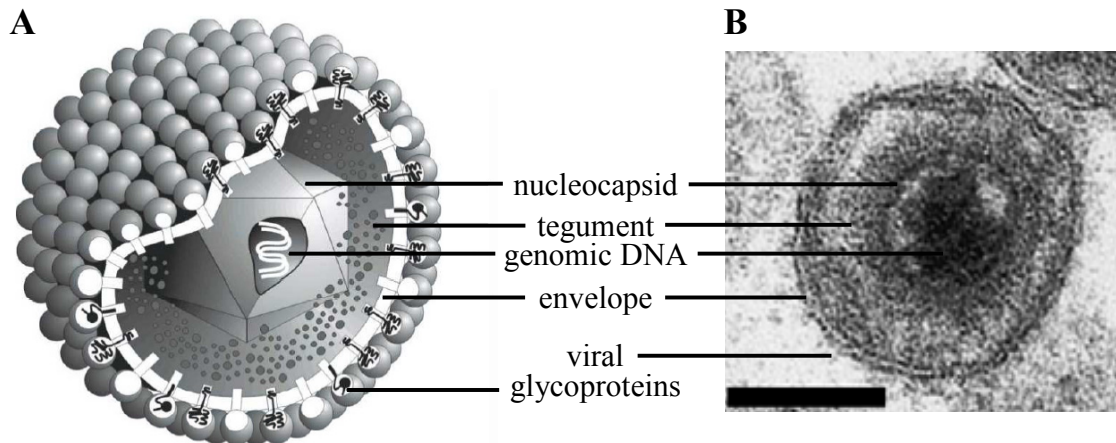 A
B
nucleocapsid
tegument
genomic DNA
envelope
viral
glycoproteins